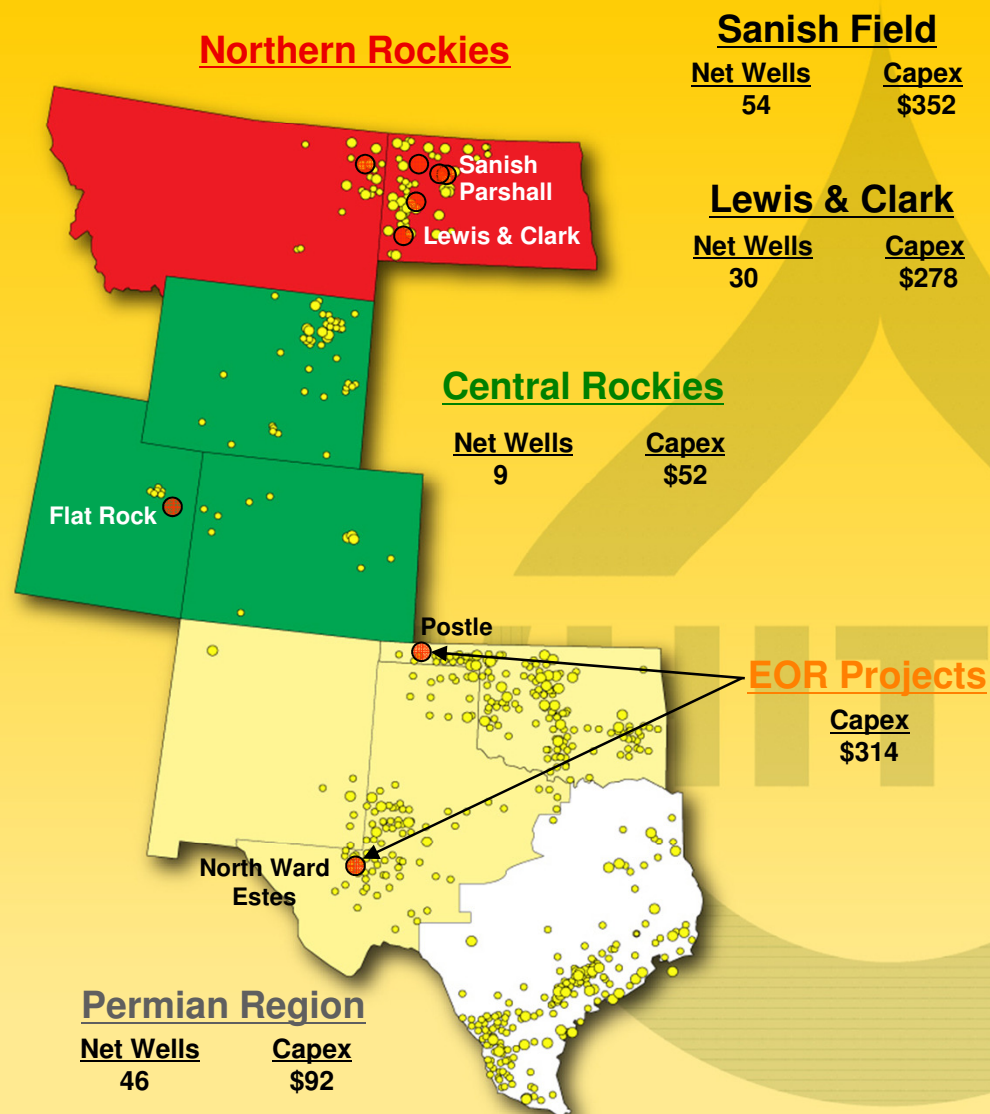 Northern Rockies
Sanish Field
Net Wells Capex
54 $352
Sanish
Parshall
Lewis & Clark
Lewis & Clark
Net Wells Capex
30 $278
Central Rockies
Net Wells Capex
9 $52
Flat Rock
Postle
EOR Projects
Capex
$314
North Ward
Estes
Permian Region
Net Wells Capex
46 $92